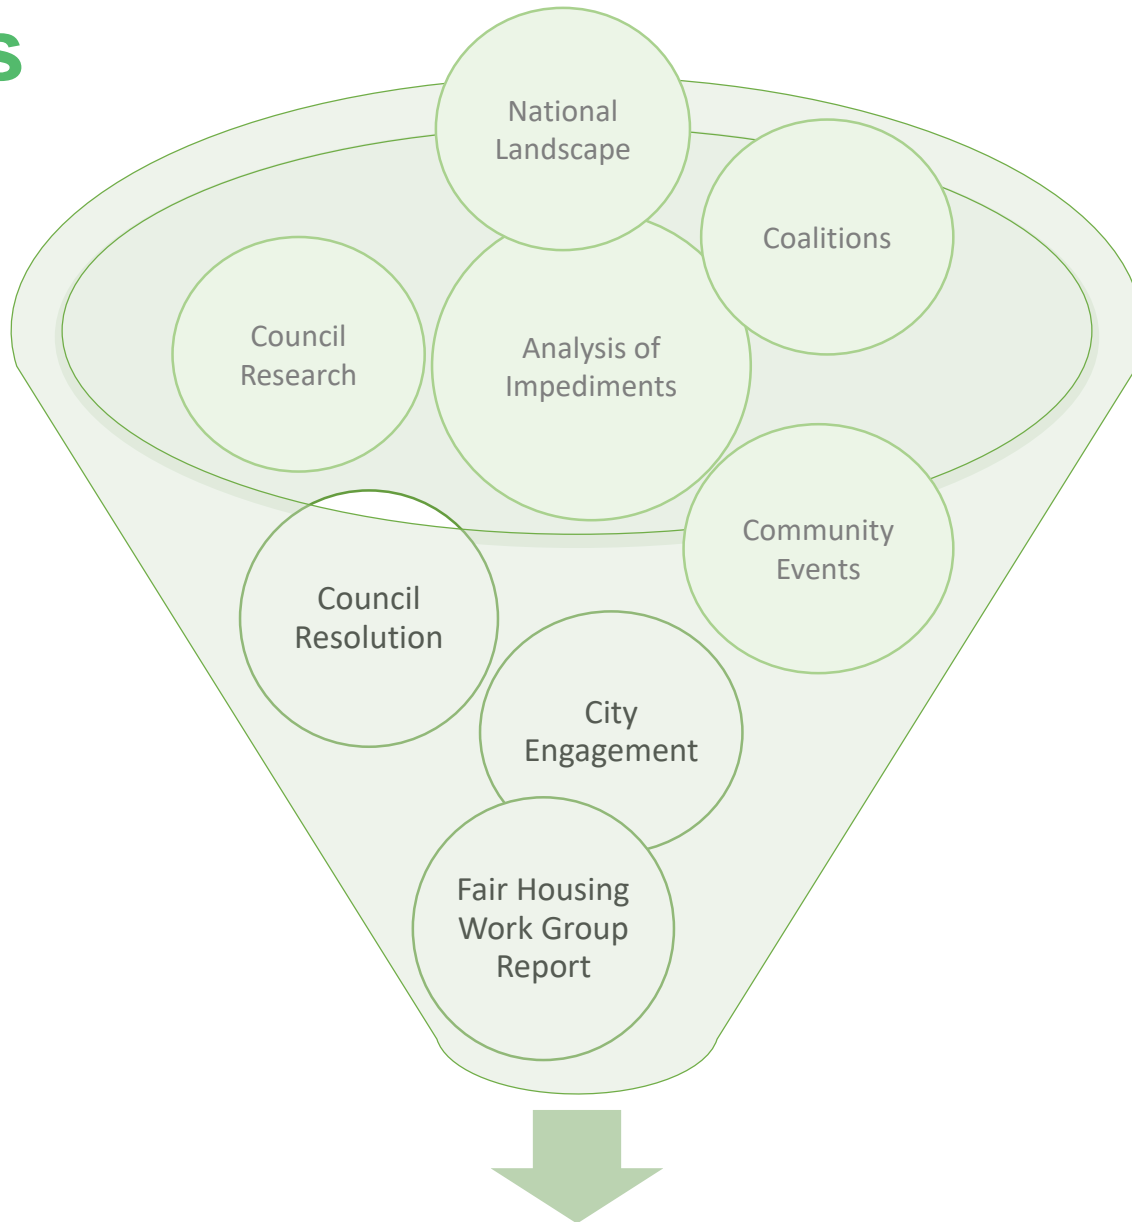 s
National
Landscape
Coalitions
Council
Research
Analysis of
Impediments
Community
Events
Council
Resolution
City
Engagement
Fair Housing
Work Group
Report